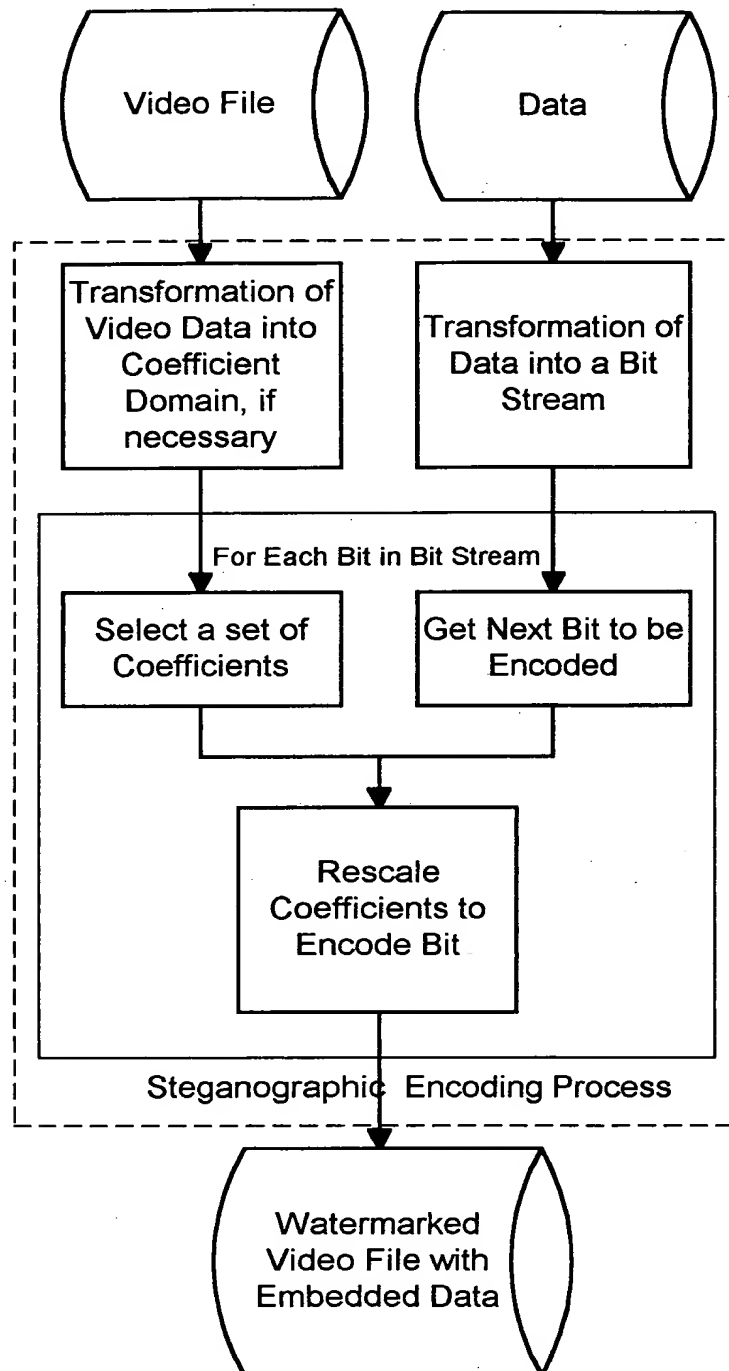 Video File
Data
Transformation of
Video Data into
Coefficient
Domain, if
necessary
Transformation of
Data into a Bit
Stream
For Each Bit in Bit Stream
Select a set of
Coefficients
Get Next Bit to be
Encoded
Rescale
Coefficients to
Encode Bit
Steganographic Encoding Process
Watermarked
Video File with
Embedded Data